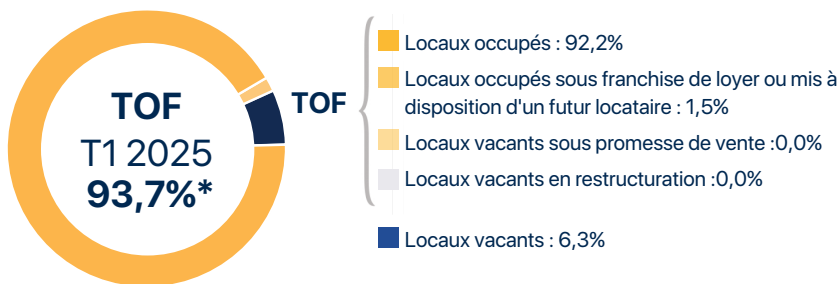 TOF
T1 2025
93,7%*
TOF
Locaux occupés : 92,2%
Locaux occupés sous franchise de loyer ou mis à
disposition d'un futur locataire : 1,5%
Locaux vacants sous promesse de vente :0,0%
Locaux vacants en restructuration :0,0%
Locaux vacants : 6,3%